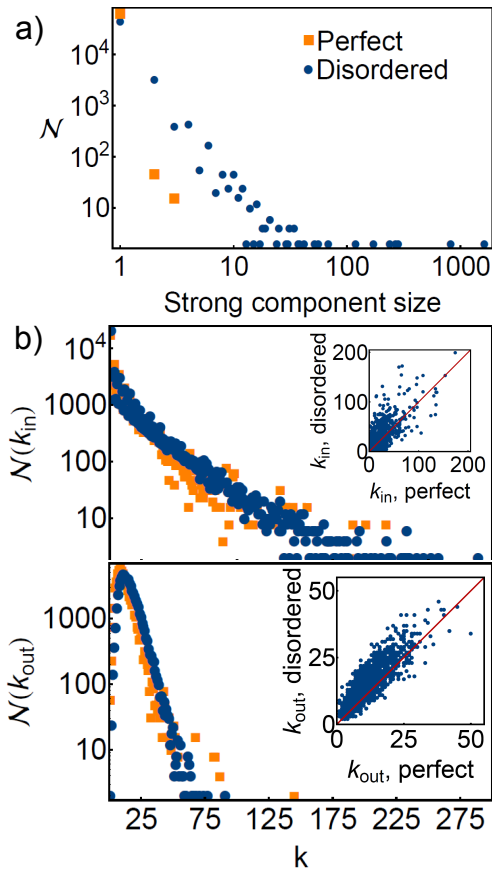 a)
Perfect
Disordered
𝒩
10⁴
10³
10²
10
1
10
100
1000
Strong component size
b)
𝒩(k_in)
10⁴
1000
100
10
k_in, disordered
200
100
0
0
100
200
k_in, perfect
𝒩(k_out)
1000
100
10
k_out, disordered
50
25
0
0
25
50
k_out, perfect
25
75
125
175
225
275
k